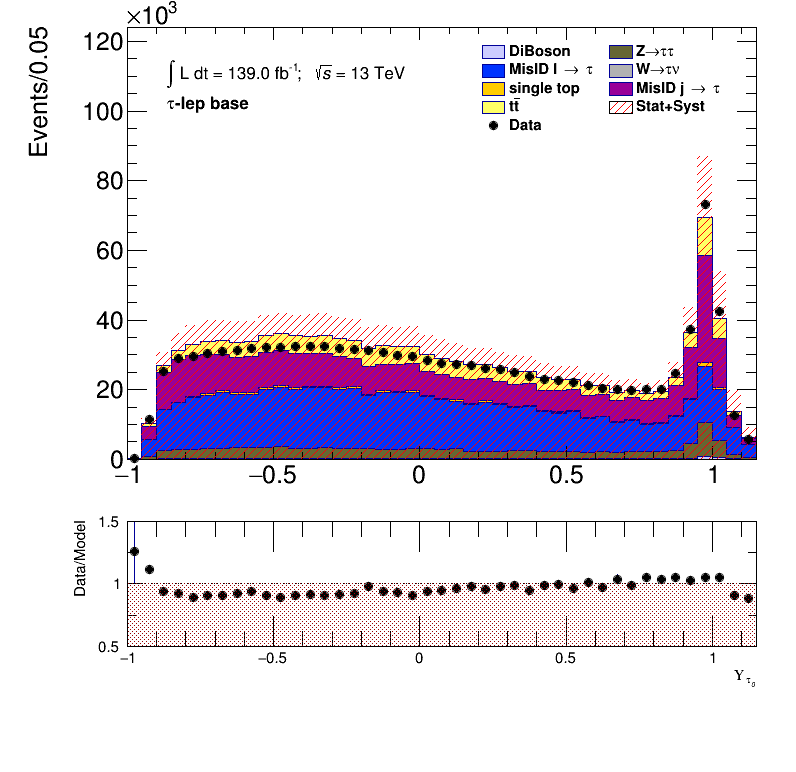 ×10³
Events/0.05
120
100
80
60
40
20
0
∫ L dt = 139.0 fb⁻¹; √s = 13 TeV
τ-lep base
DiBoson
MisID l → τ
single top
tt̄
Data
Z→ττ
W→τν
MisID j → τ
Stat+Syst
−1 −0.5 0 0.5 1
Data/Model
1.5
1
0.5
−1 −0.5 0 0.5 1
Υτ₀